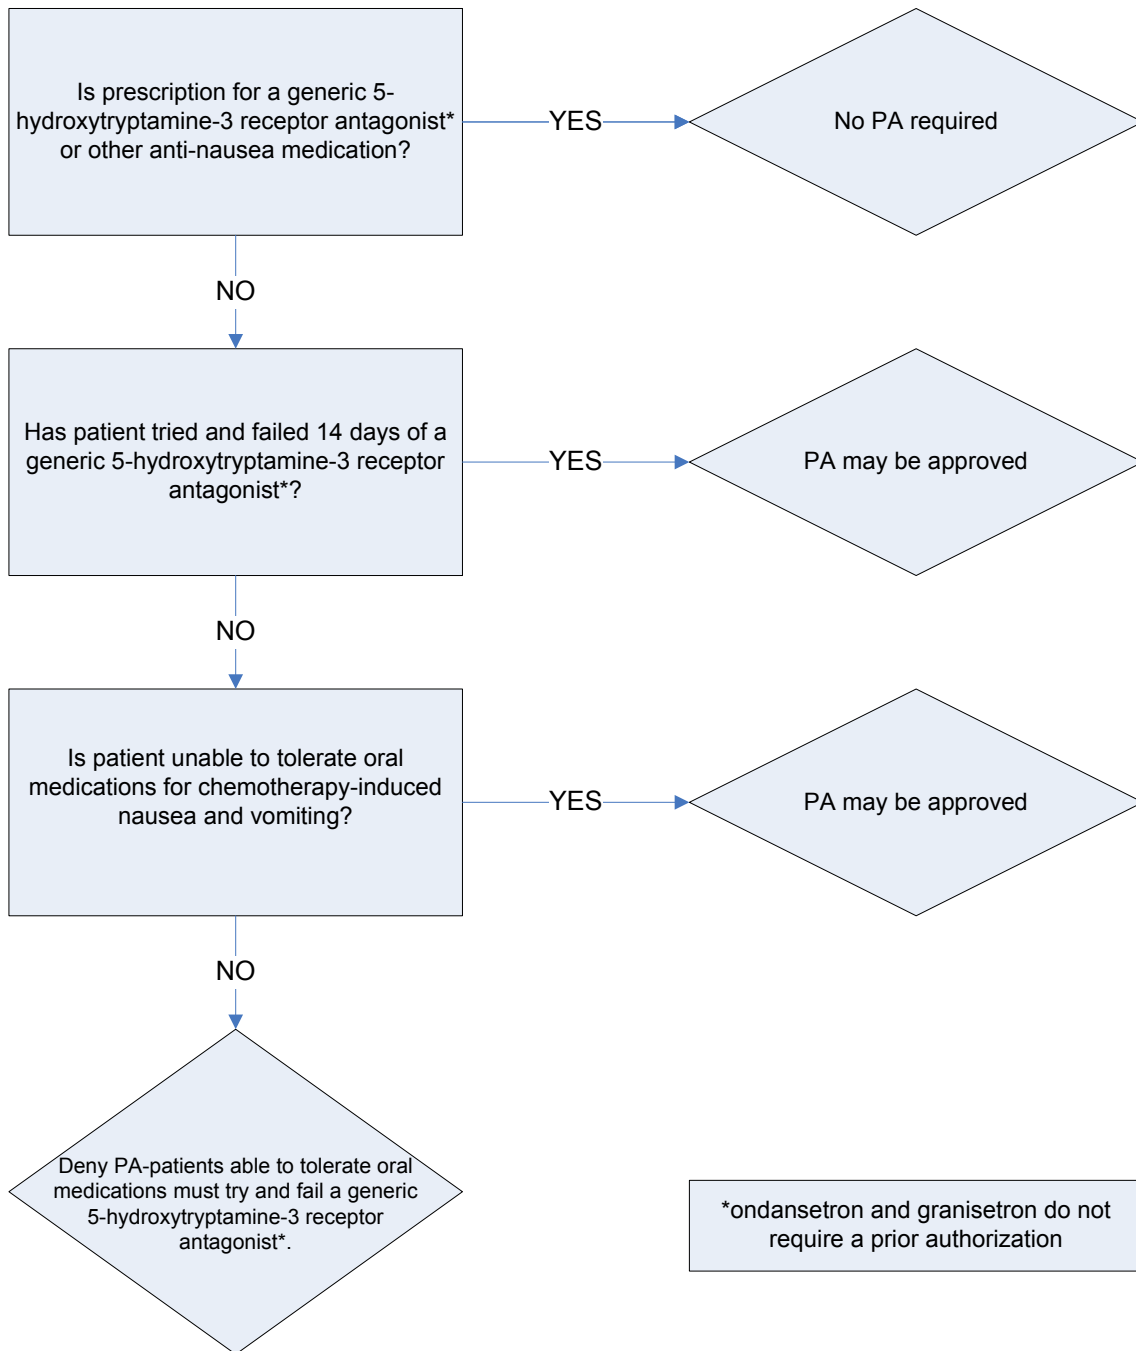 Is prescription for a generic 5-
hydroxytryptamine-3 receptor antagonist*
or other anti-nausea medication?
YES
No PA required
NO
Has patient tried and failed 14 days of a
generic 5-hydroxytryptamine-3 receptor
antagonist*?
YES
PA may be approved
NO
Is patient unable to tolerate oral
medications for chemotherapy-induced
nausea and vomiting?
YES
PA may be approved
NO
Deny PA-patients able to tolerate oral
medications must try and fail a generic
5-hydroxytryptamine-3 receptor
antagonist*.
*ondansetron and granisetron do not
require a prior authorization